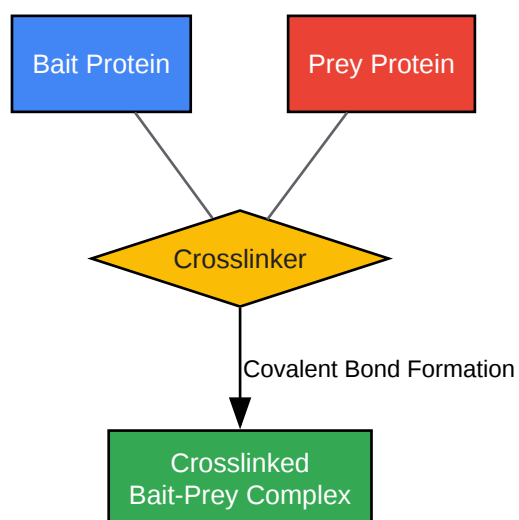 Bait Protein
Prey Protein
Crosslinker
Covalent Bond Formation
Crosslinked
Bait-Prey Complex